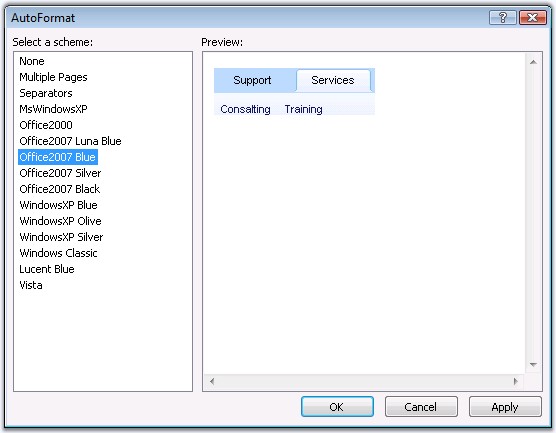 AutoFormat
Select a scheme:
None
Multiple Pages
Separators
MsWindowsXP
Office2000
Office2007 Luna Blue
Office2007 Blue
Office2007 Silver
Office2007 Black
WindowsXP Blue
WindowsXP Olive
WindowsXP Silver
Windows Classic
Lucent Blue
Vista
Preview:
Support Services
Consalting Training
OK Cancel Apply